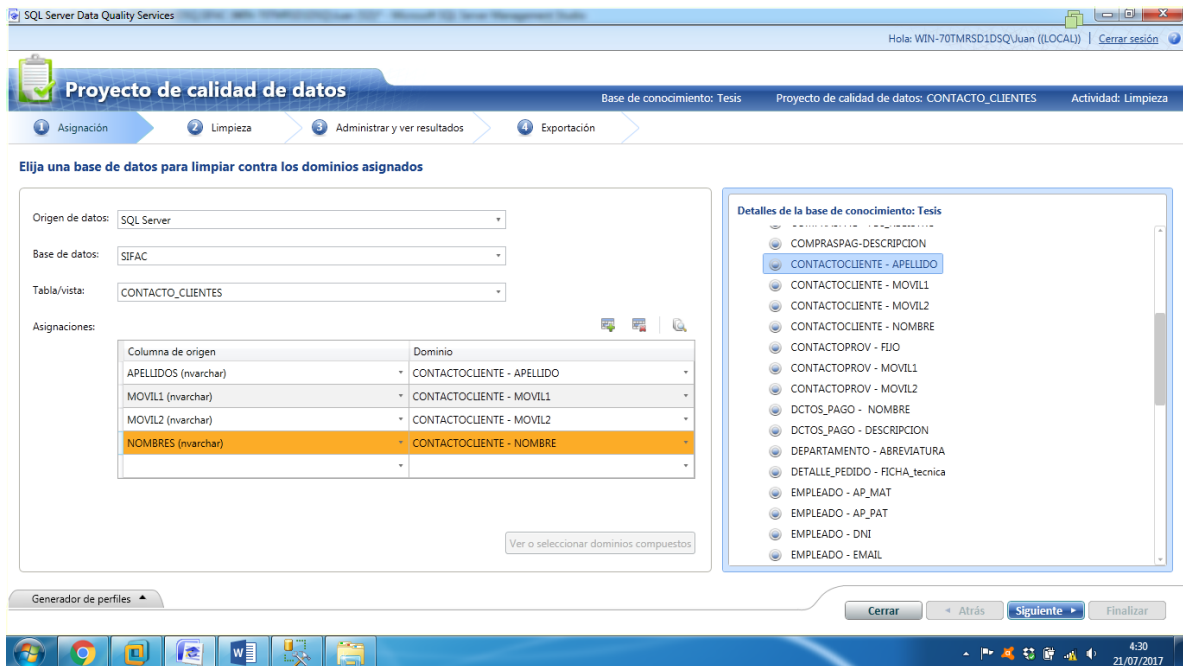 SQL Server Data Quality Services
Hola: WIN-70TMRSD1DSQ\Juan ((LOCAL)) | Cerrar sesión
Proyecto de calidad de datos
Base de conocimiento: Tesis Proyecto de calidad de datos: CONTACTO_CLIENTES Actividad: Limpieza
1 Asignación 2 Limpieza 3 Administrar y ver resultados 4 Exportación
Elija una base de datos para limpiar contra los dominios asignados
Origen de datos: SQL Server
Base de datos: SIFAC
Tabla/vista: CONTACTO_CLIENTES
Asignaciones:
Columna de origen Dominio
APELLIDOS (nvarchar) CONTACTOCLIENTE - APELLIDO
MOVIL1 (nvarchar) CONTACTOCLIENTE - MOVIL1
MOVIL2 (nvarchar) CONTACTOCLIENTE - MOVIL2
NOMBRES (nvarchar) CONTACTOCLIENTE - NOMBRE
Ver o seleccionar dominios compuestos
Detalles de la base de conocimiento: Tesis
COMPRASPAG-DESCRIPCION
CONTACTOCLIENTE - APELLIDO
CONTACTOCLIENTE - MOVIL1
CONTACTOCLIENTE - MOVIL2
CONTACTOCLIENTE - NOMBRE
CONTACTOPROV - FIJO
CONTACTOPROV - MOVIL1
CONTACTOPROV - MOVIL2
DCTOS_PAGO - NOMBRE
DCTOS_PAGO - DESCRIPCION
DEPARTAMENTO - ABREVIATURA
DETALLE_PEDIDO - FICHA_tecnica
EMPLEADO - AP_MAT
EMPLEADO - AP_PAT
EMPLEADO - DNI
EMPLEADO - EMAIL
Generador de perfiles
Cerrar Atrás Siguiente Finalizar
4:30
21/07/2017